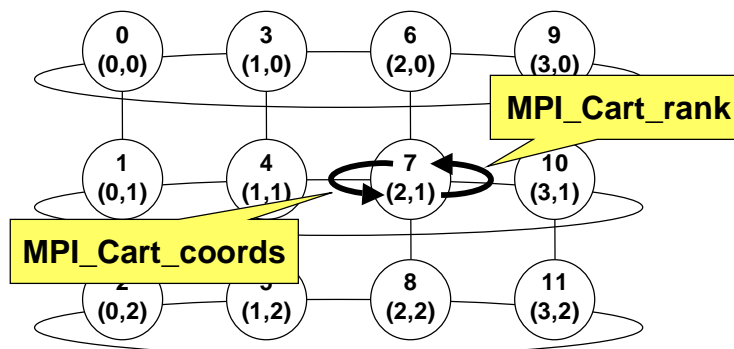 0 3 6 9
(0,0) (1,0) (2,0) (3,0)
MPI_Cart_rank
1 4 7 10
(0,1) (1,1) (2,1) (3,1)
MPI_Cart_coords
2 8 11
(0,2) (1,2) (2,2) (3,2)